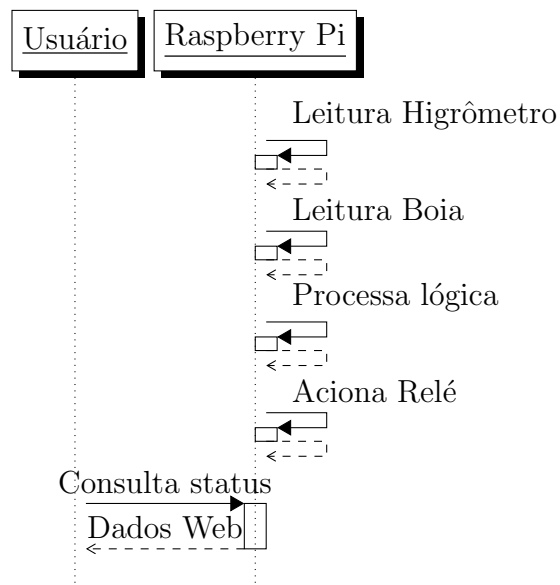 Usuário
Raspberry Pi
Leitura Higrômetro
Leitura Boia
Processa lógica
Aciona Relé
Consulta status
Dados Web